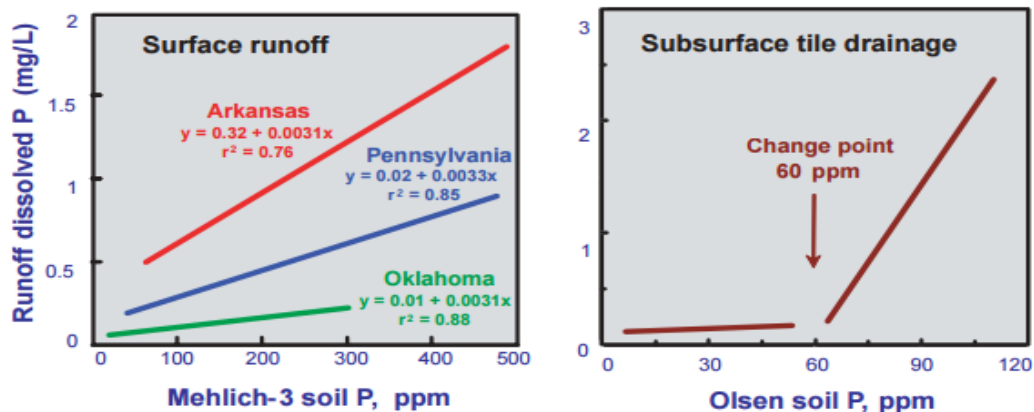 Surface runoff
Arkansas
y = 0.32 + 0.0031x
r² = 0.76
Pennsylvania
y = 0.02 + 0.0033x
r² = 0.85
Oklahoma
y = 0.01 + 0.0031x
r² = 0.88
Runoff dissolved P (mg/L)
2
1.5
1
0.5
0
0 100 200 300 400 500
Mehlich-3 soil P, ppm
Subsurface tile drainage
Change point
60 ppm
3
2
1
0
0 30 60 90 120
Olsen soil P, ppm